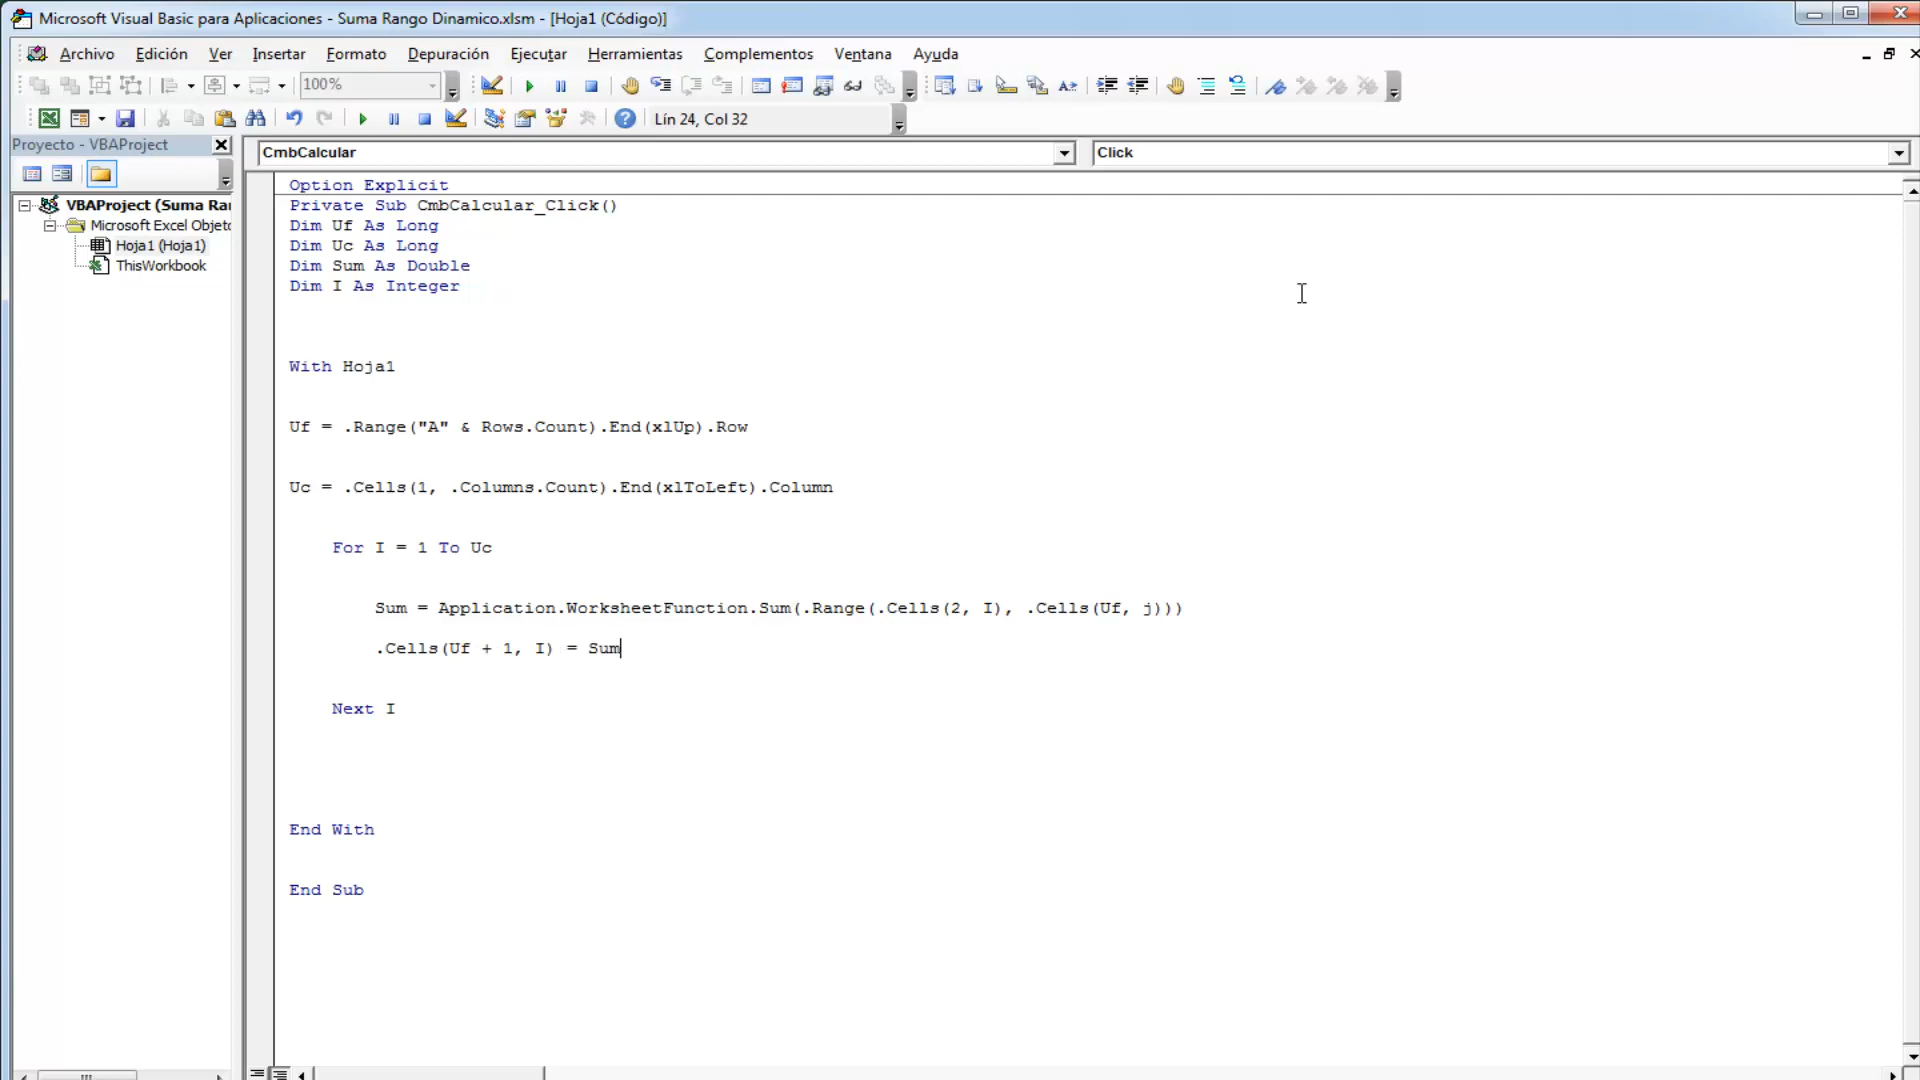 Microsoft Visual Basic para Aplicaciones - Suma Rango Dinamico.xlsm - [Hoja1 (Código)]
Archivo Edición Ver Insertar Formato Depuración Ejecutar Herramientas Complementos Ventana Ayuda
100%
Lín 24, Col 32
Proyecto - VBAProject
CmbCalcular
Click
VBAProject (Suma Ra
Microsoft Excel Objet
Hoja1 (Hoja1)
ThisWorkbook
Option Explicit
Private Sub CmbCalcular_Click()
Dim Uf As Long
Dim Uc As Long
Dim Sum As Double
Dim I As Integer
With Hoja1
Uf = .Range("A" & Rows.Count).End(xlUp).Row
Uc = .Cells(1, .Columns.Count).End(xlToLeft).Column
For I = 1 To Uc
Sum = Application.WorksheetFunction.Sum(.Range(.Cells(2, I), .Cells(Uf, j)))
.Cells(Uf + 1, I) = Sum
Next I
End With
End Sub